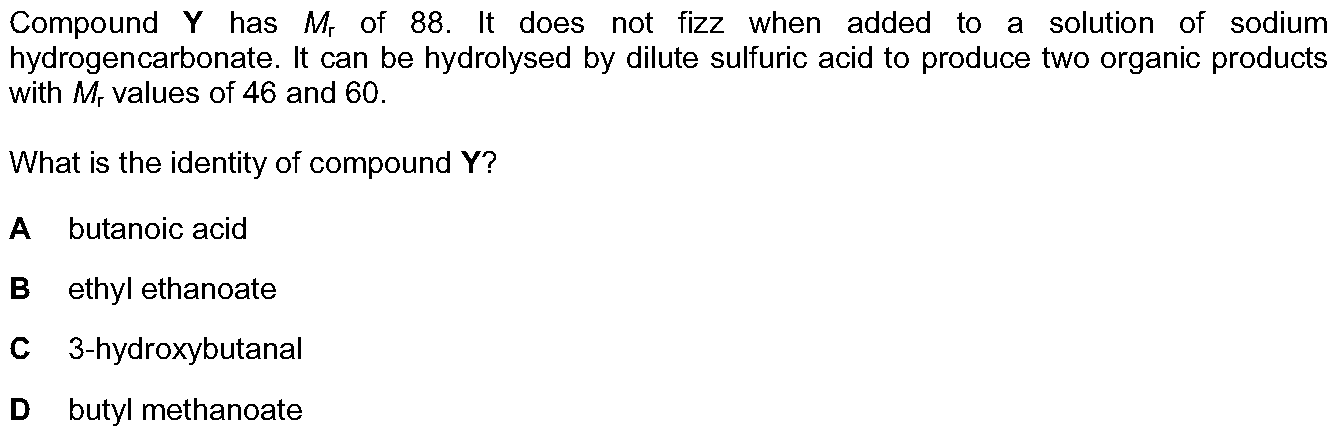 Compound Y has Mr of 88. It does not fizz when added to a solution of sodium
hydrogencarbonate. It can be hydrolysed by dilute sulfuric acid to produce two organic products
with Mr values of 46 and 60.
What is the identity of compound Y?
A butanoic acid
B ethyl ethanoate
C 3-hydroxybutanal
D butyl methanoate